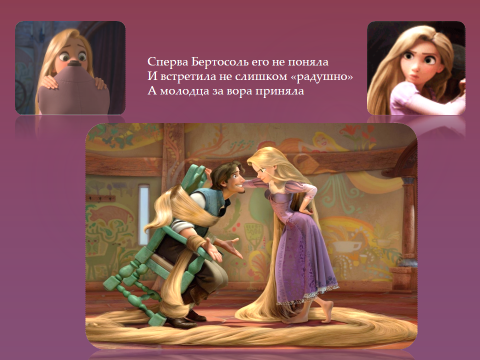 Сперва Бертосоль его не поняла
И встретила не слишком «радушно»
А молодца за вора приняла